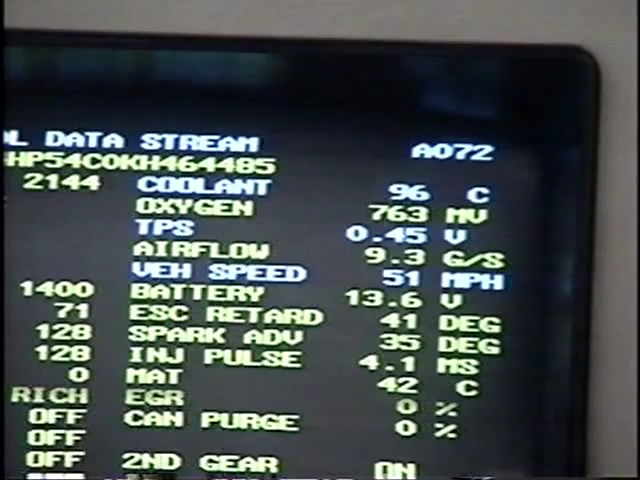 L DATA STREAM A072
HP54C0KH464485
2144 COOLANT 96 C
OXYGEN 763 MV
TPS 0.45 V
AIRFLOW 9.3 G/S
VEH SPEED 51 MPH
1400 BATTERY 13.6 V
71 ESC RETARD 41 DEG
128 SPARK ADV 35 DEG
128 INJ PULSE 4.1 MS
0 MAT 42 C
RICH EGR 0 %
OFF CAN PURGE 0 %
OFF
OFF 2ND GEAR ON